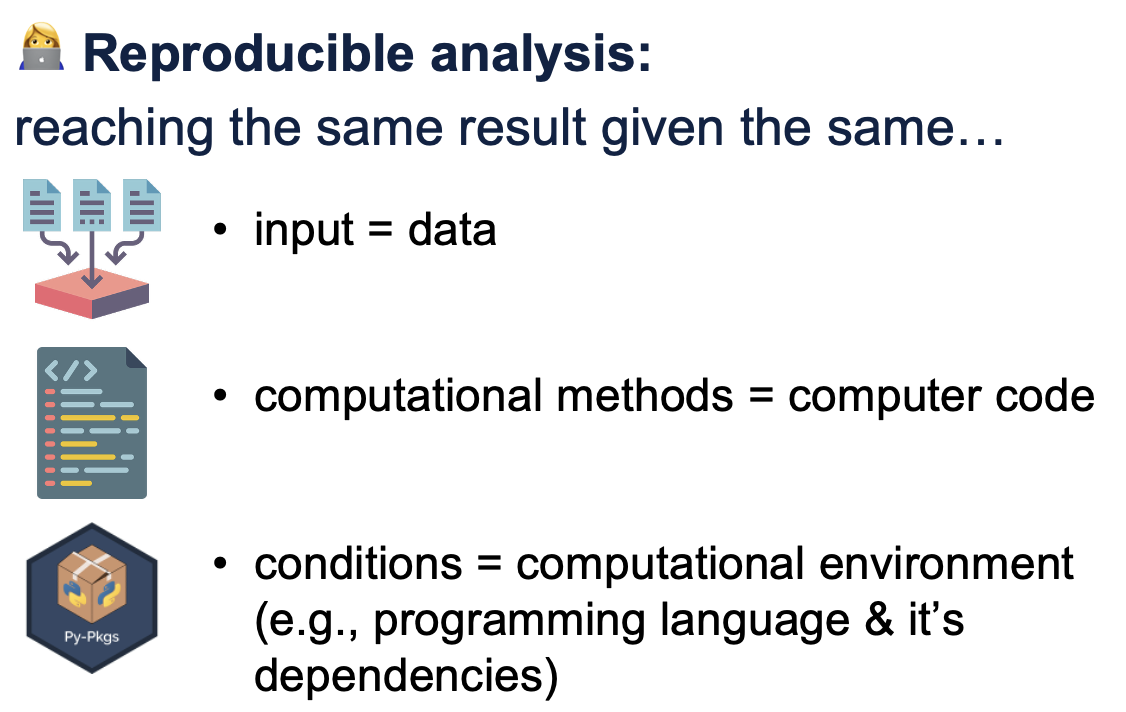 Reproducible analysis:
reaching the same result given the same…
• input = data
</>
• computational methods = computer code
Py-Pkgs
• conditions = computational environment
(e.g., programming language & it’s
dependencies)